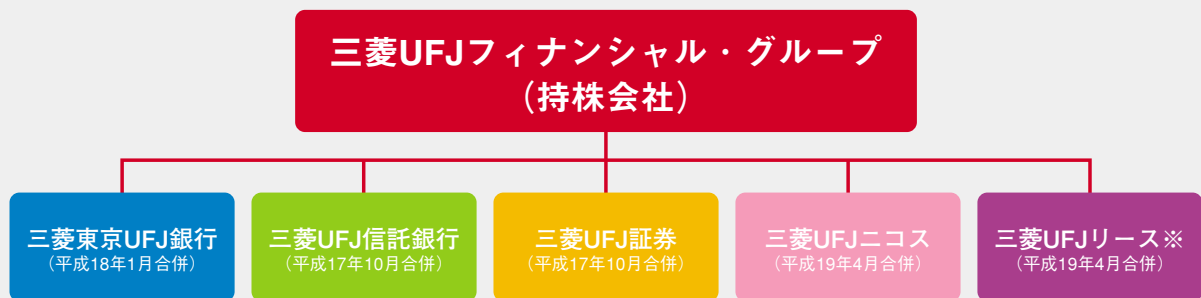 三菱UFJフィナンシャル・グループ
（持株会社）
三菱東京UFJ銀行
（平成18年1月合併）
三菱UFJ信託銀行
（平成17年10月合併）
三菱UFJ証券
（平成17年10月合併）
三菱UFJニコス
（平成19年4月合併）
三菱UFJリース※
（平成19年4月合併）